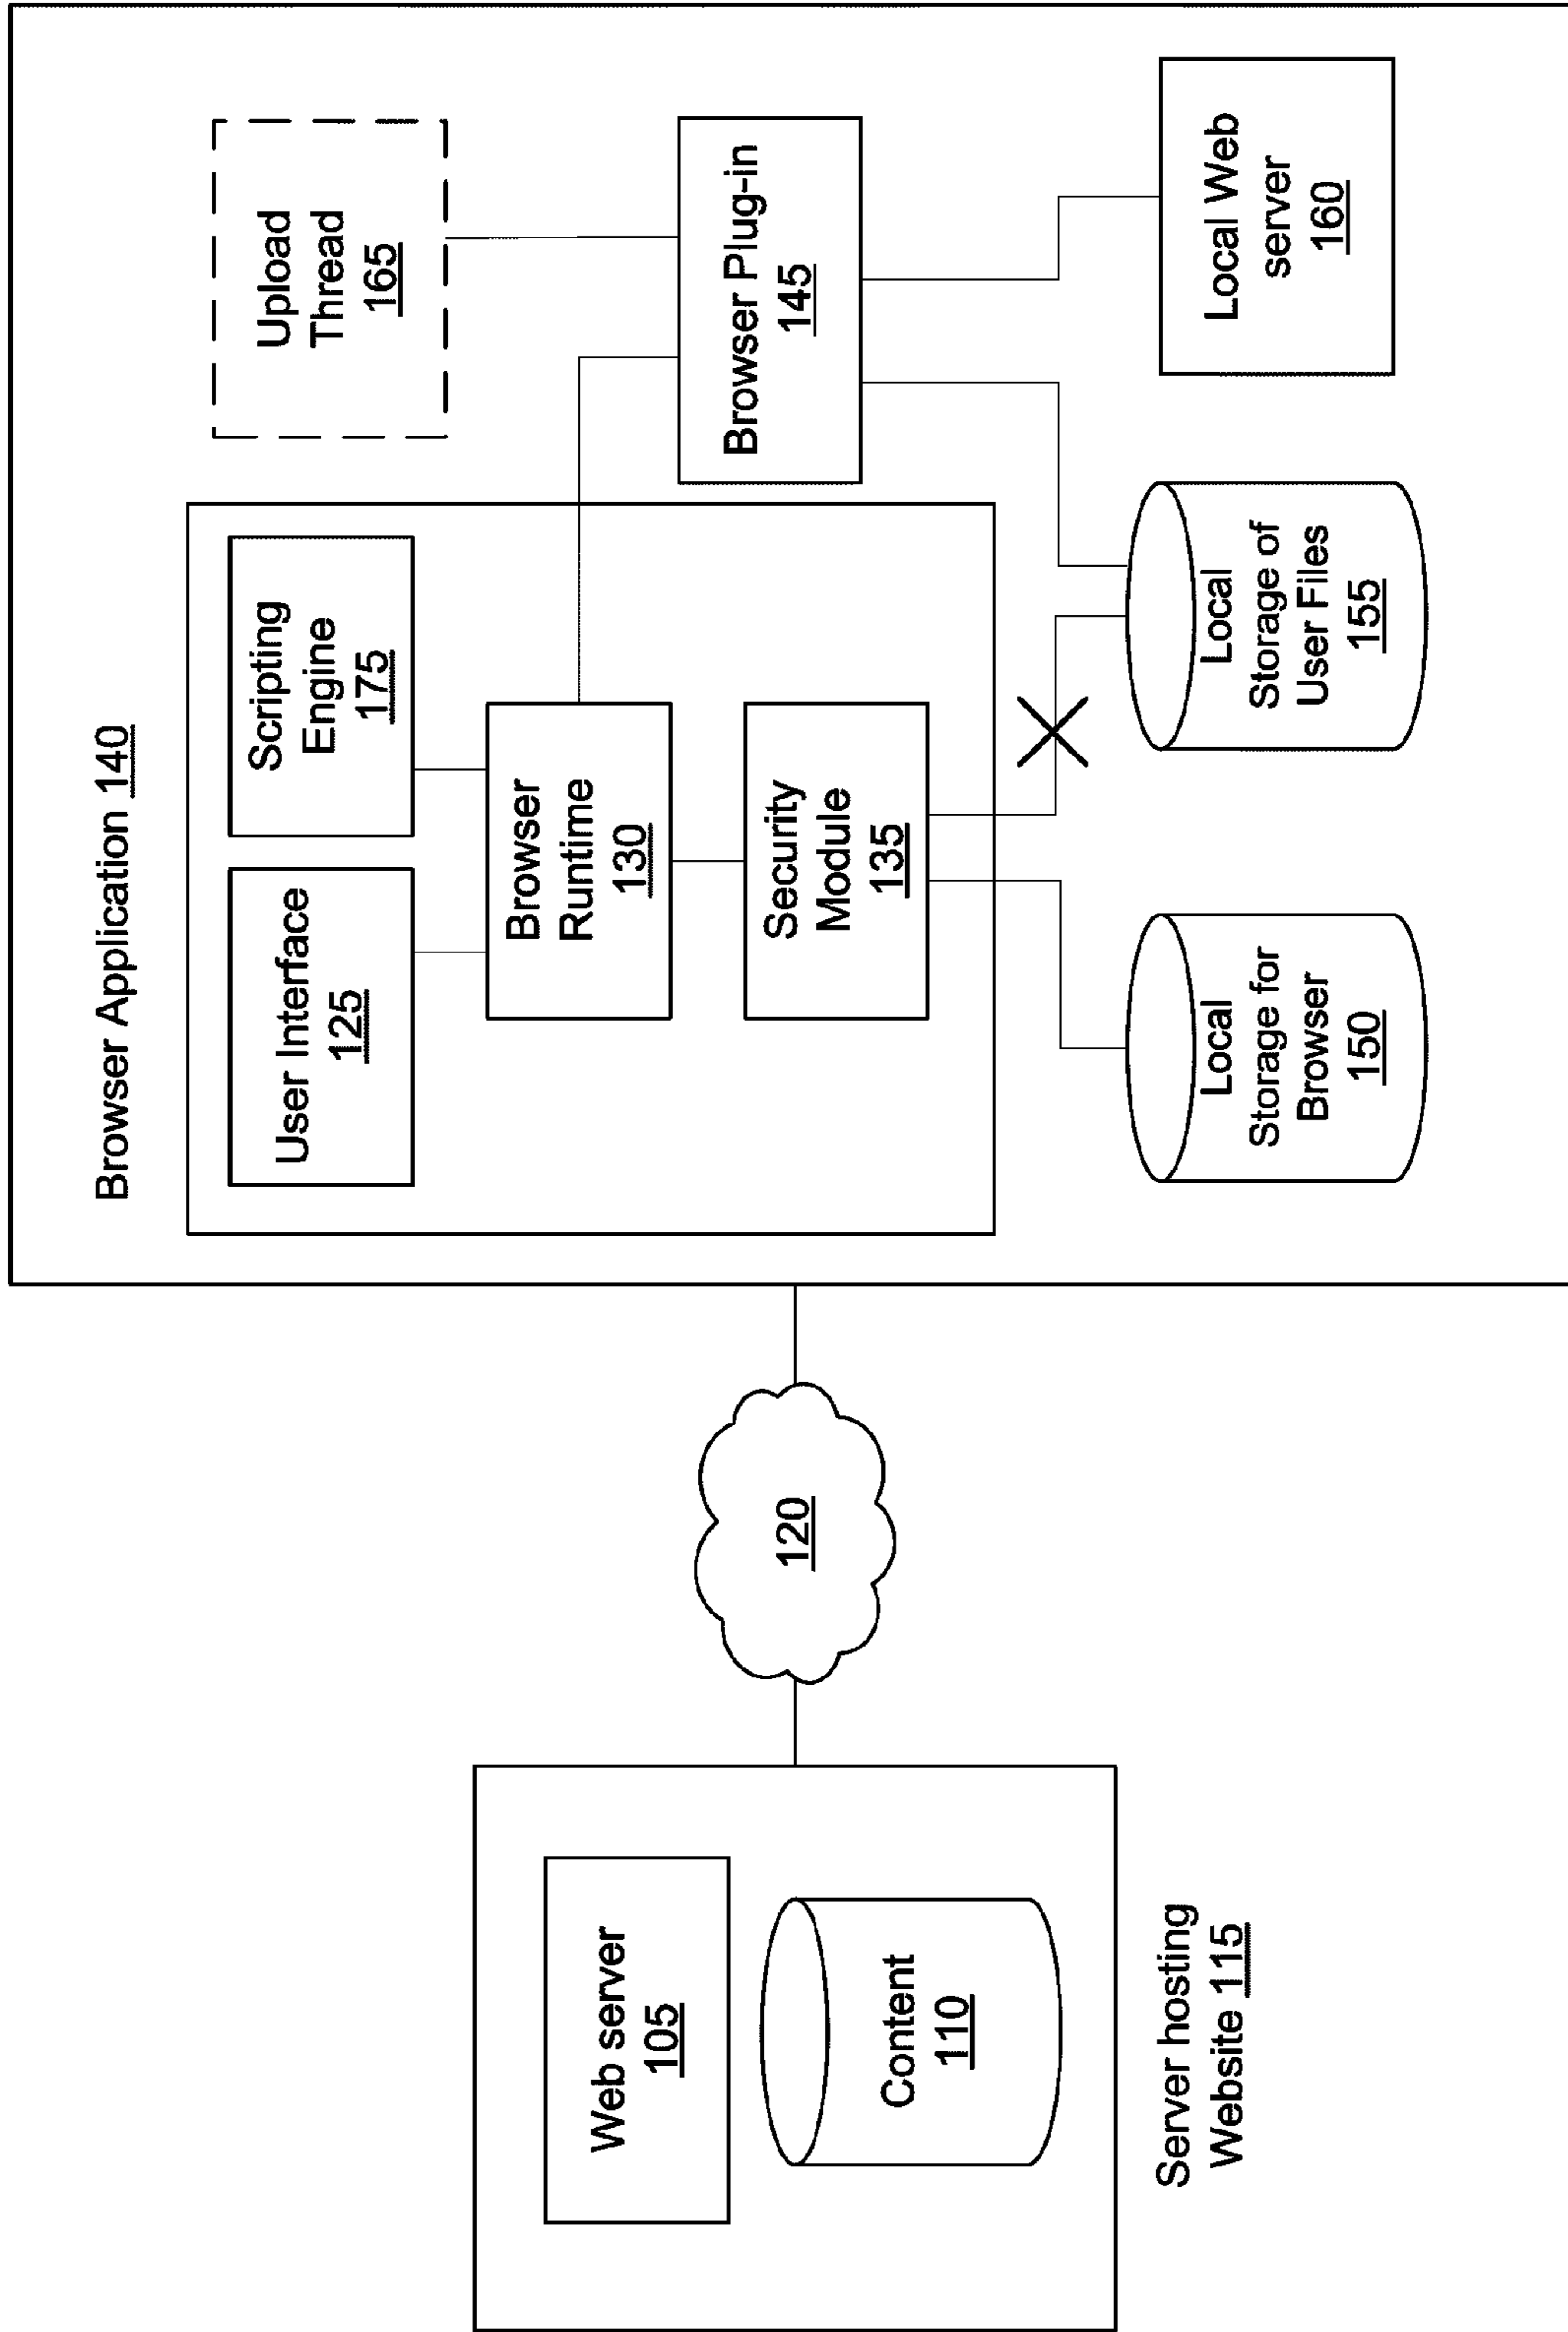 Browser Application 140
User Interface
125
Scripting
Engine
175
Upload
Thread
165
Browser
Runtime
130
Security
Module
135
Browser Plug-in
145
Local
Storage for
Browser
150
Local
Storage of
User Files
155
Local Web
server
160
120
Web server
105
Content
110
Server hosting
Website 115